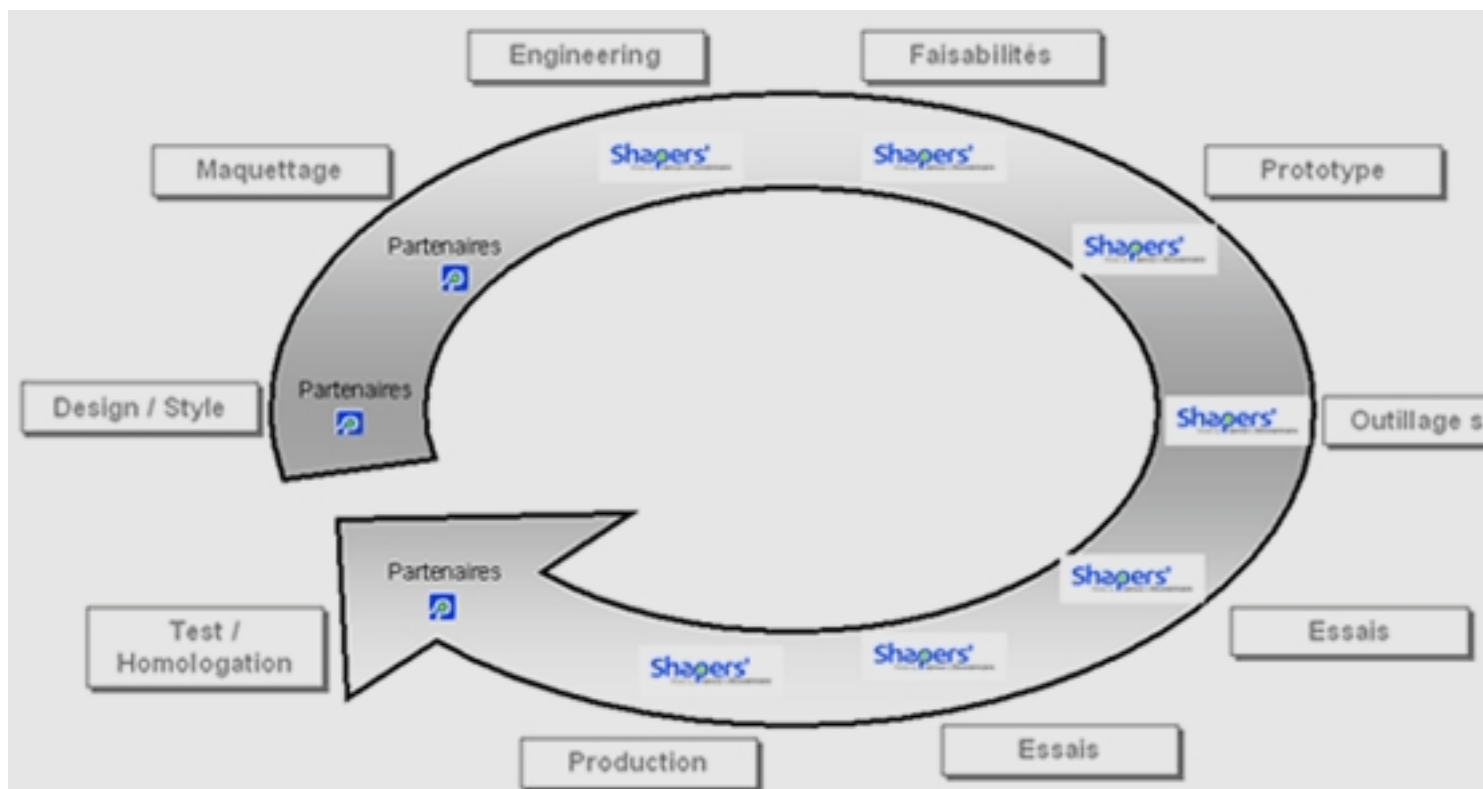 Engineering
Faisabilités
Maquettage
Prototype
Design / Style
Outillage s
Essais
Essais
Production
Test /
Homologation
Shapers'
Shapers'
Shapers'
Shapers'
Shapers'
Shapers'
Shapers'
Partenaires
Partenaires
Partenaires